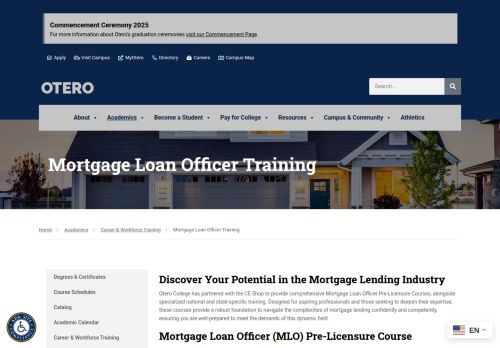 Commencement Ceremony 2025
For more information about Otero's graduation ceremonies visit our Commencement Page
Apply Visit Campus MyOtero Directory Careers Campus Map
OTERO
Search...
About Academics Become a Student Pay for College Resources Campus & Community Athletics
Mortgage Loan Officer Training
Home Academics Career & Workforce Training Mortgage Loan Officer Training
Degrees & Certificates
Course Schedules
Catalog
Academic Calendar
Career & Workforce Training
Discover Your Potential in the Mortgage Lending Industry
Otero College has partnered with the CE Shop to provide comprehensive Mortgage Loan Officer Pre-Licensure Courses, alongside
specialized national and state-specific training. Designed for aspiring professionals and those seeking to deepen their expertise,
these courses provide a robust foundation to navigate the complexities of mortgage lending confidently and competently,
ensuring you are well-prepared to meet the demands of this dynamic field.
Mortgage Loan Officer (MLO) Pre-Licensure Course
EN